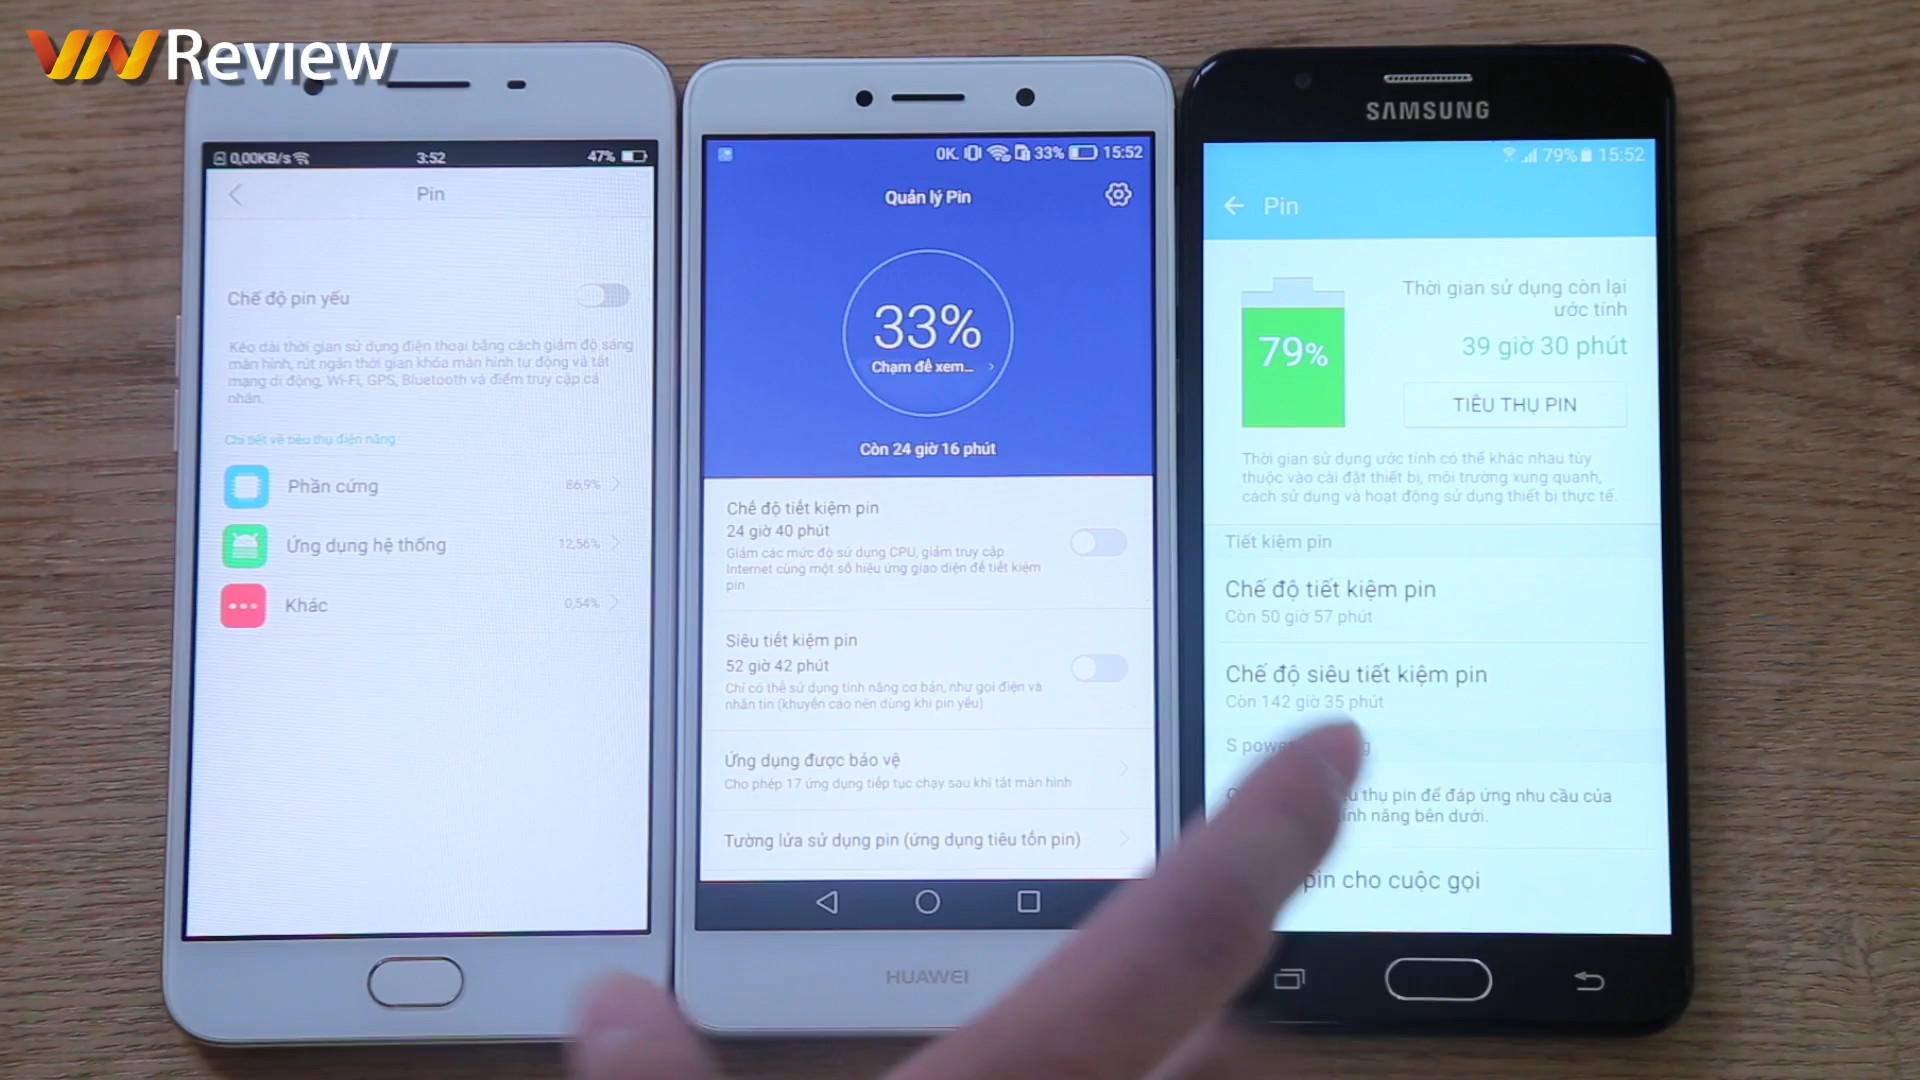 VN Review
0,00KB/s
3:52
47%
Pin
Chế độ pin yếu
Kéo dài thời gian sử dụng điện thoại bằng cách giảm độ sáng
màn hình, rút ngắn thời gian khóa màn hình tự động và tắt
mạng di động, Wi-Fi, GPS, Bluetooth và điểm truy cập cá
nhân.
Chi tiết về tiêu thụ điện năng
Phần cứng
86,9%
Ứng dụng hệ thống
12,56%
Khác
0,54%
0K.
33%
15:52
Quản lý Pin
33%
Chạm để xem...
Còn 24 giờ 16 phút
Chế độ tiết kiệm pin
24 giờ 40 phút
Giảm các mức độ sử dụng CPU, giảm truy cập
Internet cùng một số hiệu ứng giao diện để tiết kiệm
pin
Siêu tiết kiệm pin
52 giờ 42 phút
Chỉ có thể sử dụng tính năng cơ bản, như gọi điện và
nhắn tin (khuyến cáo nên dùng khi pin yếu)
Ứng dụng được bảo vệ
Cho phép 17 ứng dụng tiếp tục chạy sau khi tắt màn hình
Tường lửa sử dụng pin (ứng dụng tiêu tốn pin)
HUAWEI
SAMSUNG
79%
15:52
Pin
79%
Thời gian sử dụng còn lại
ước tính
39 giờ 30 phút
TIÊU THỤ PIN
Thời gian sử dụng ước tính có thể khác nhau tùy
thuộc vào cài đặt thiết bị, môi trường xung quanh,
cách sử dụng và hoạt động sử dụng thiết bị thực tế.
Tiết kiệm pin
Chế độ tiết kiệm pin
Còn 50 giờ 57 phút
Chế độ siêu tiết kiệm pin
Còn 142 giờ 35 phút
S
thụ pin để đáp ứng nhu cầu của
năng bên dưới.
pin cho cuộc gọi